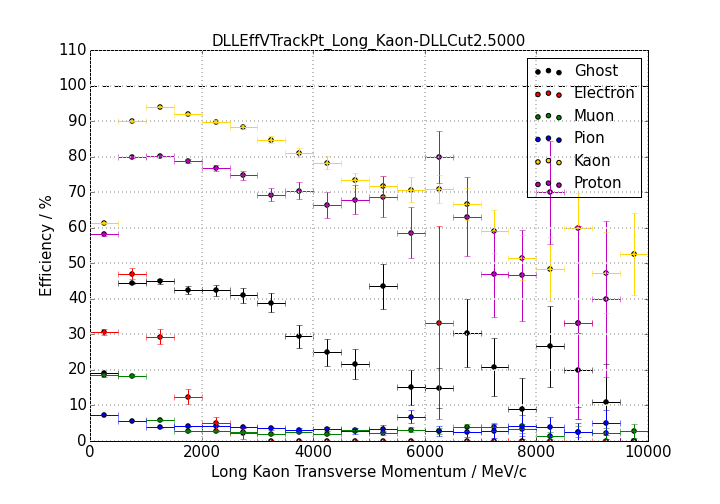 DLLEffVTrackPt_Long_Kaon-DLLCut2.5000
110
100
90
80
70
60
50
40
30
20
10
0
Efficiency / %
Ghost
Electron
Muon
Pion
Kaon
Proton
0 2000 4000 6000 8000 10000
Long Kaon Transverse Momentum / MeV/c